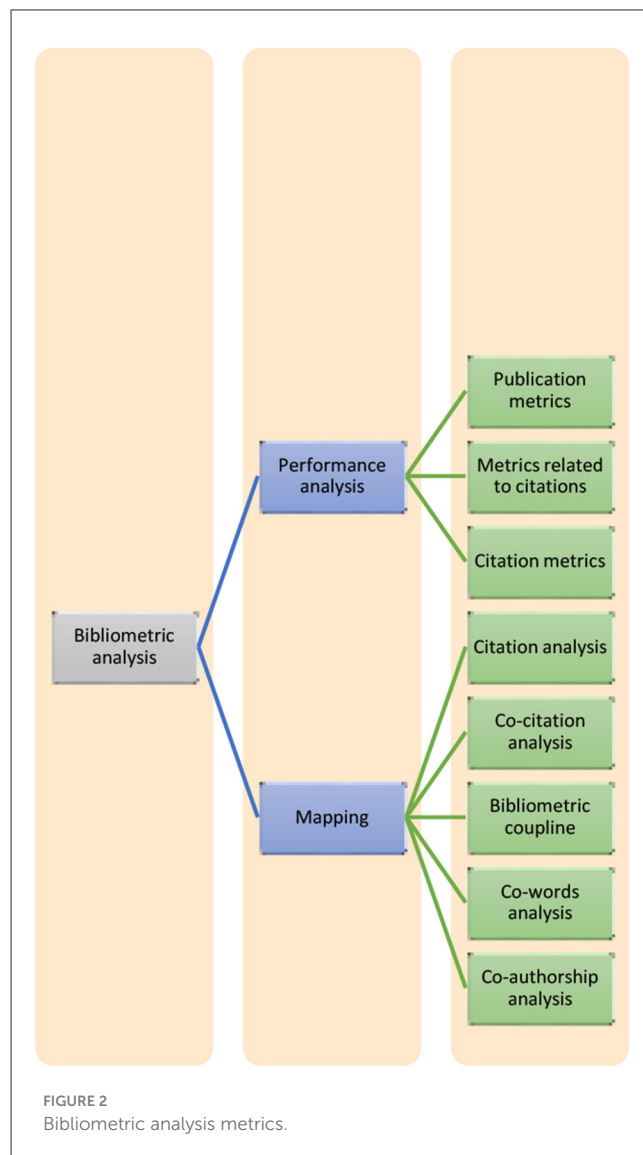 Publication
metrics
Performance
analysis
Metrics related
to citations
Citation metrics
Bibliometric
analysis
Citation analysis
Co-citation
analysis
Mapping
Bibliometric
coupline
Co-words
analysis
Co-authorship
analysis
FIGURE 2
Bibliometric analysis metrics.